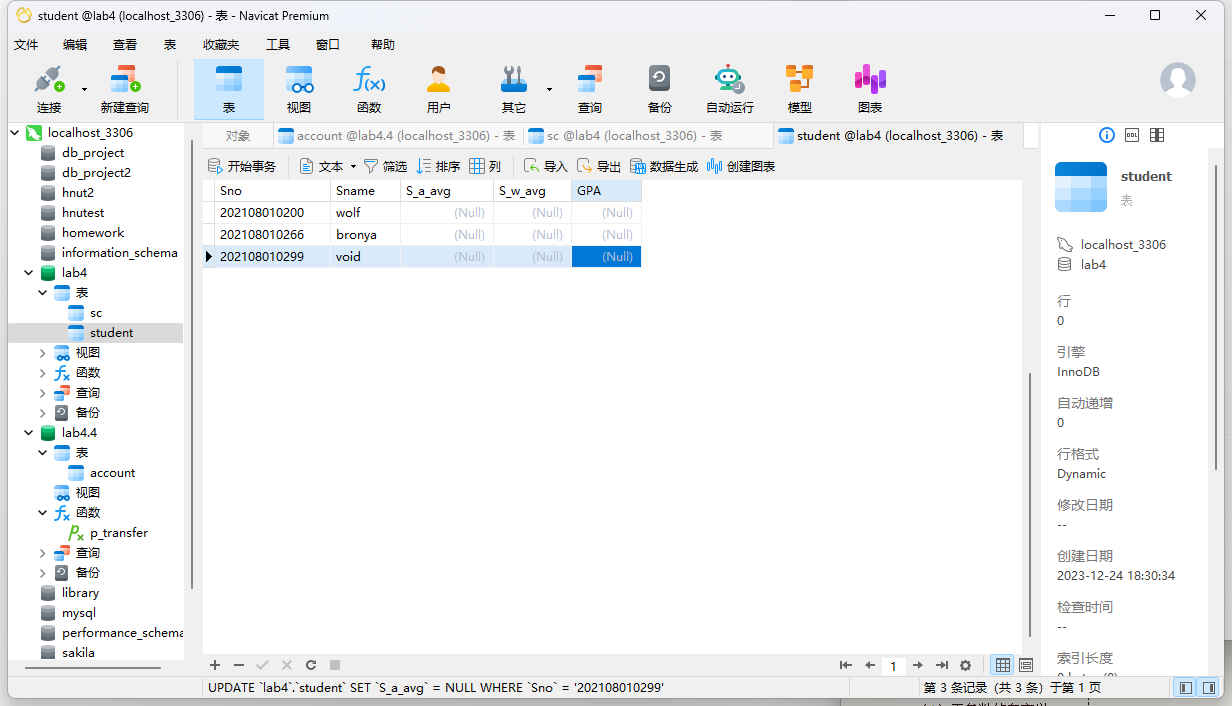 student @lab4 (localhost_3306) - 表 - Navicat Premium
文件 编辑 查看 表 收藏夹 工具 窗口 帮助
连接 新建查询 表 视图 函数 用户 其它 查询 备份 自动运行 模型 图表
localhost_3306
db_project
db_project2
hnut2
hnutest
homework
information_schema
lab4
表
sc
student
视图
函数
查询
备份
lab4.4
表
account
视图
函数
p_transfer
查询
备份
library
mysql
performance_schema
sakila
对象 account @lab4.4 (localhost_3306) - 表 sc @lab4 (localhost_3306) - 表 student @lab4 (localhost_3306) - 表
开始事务 文本 筛选 排序 列 导入 导出 数据生成 创建图表
Sno Sname S_a_avg S_w_avg GPA
202108010200 wolf (Null) (Null) (Null)
202108010266 bronya (Null) (Null) (Null)
202108010299 void (Null) (Null) (Null)
1
UPDATE `lab4`.`student` SET `S_a_avg` = NULL WHERE `Sno` = '202108010299'
第 3 条记录 (共 3 条) 于第 1 页
DDL
student
表
localhost_3306
lab4
行
0
引擎
InnoDB
自动递增
0
行格式
Dynamic
修改日期
--
创建日期
2023-12-24 18:30:34
检查时间
--
索引长度